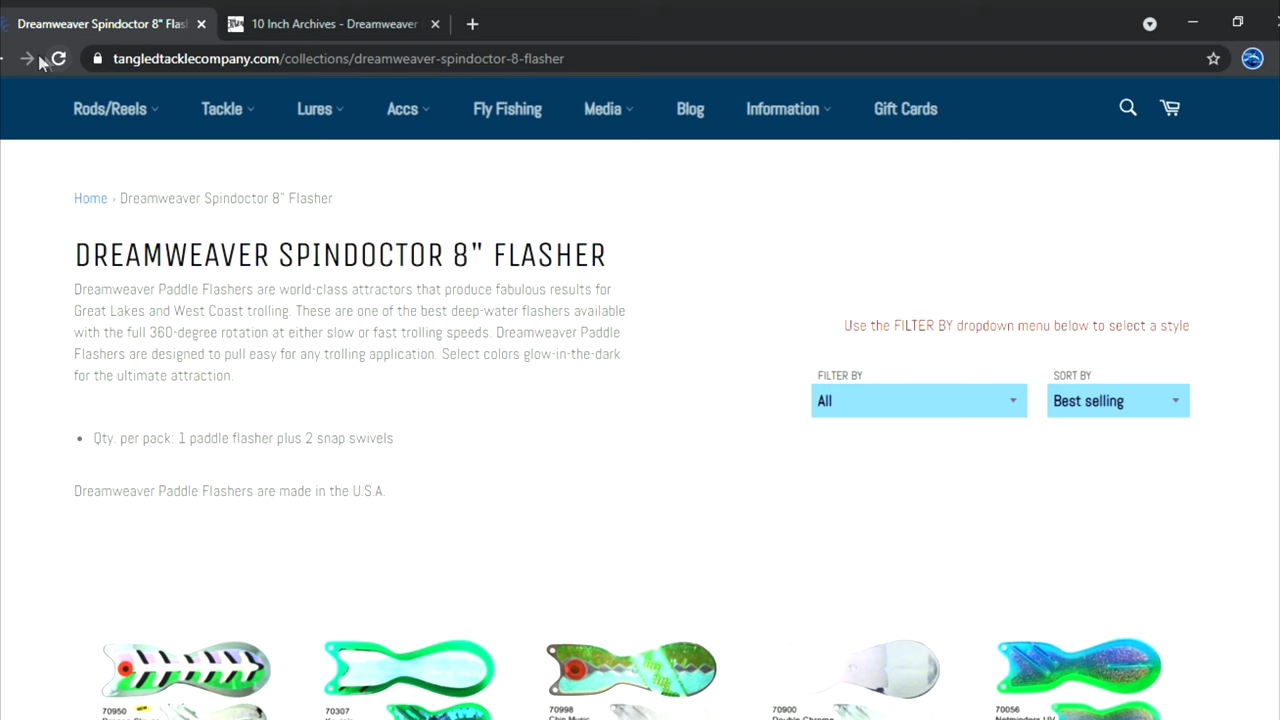 Dreamweaver Spindoctor 8" Flas
10 Inch Archives - Dreamweaver
tangledtacklecompany.com/collections/dreamweaver-spindoctor-8-flasher
Rods/Reels Tackle Lures Accs Fly Fishing Media Blog Information Gift Cards
Home › Dreamweaver Spindoctor 8" Flasher
DREAMWEAVER SPINDOCTOR 8" FLASHER
Dreamweaver Paddle Flashers are world-class attractors that produce fabulous results for
Great Lakes and West Coast trolling. These are one of the best deep-water flashers available
with the full 360-degree rotation at either slow or fast trolling speeds. Dreamweaver Paddle
Flashers are designed to pull easy for any trolling application. Select colors glow-in-the-dark
for the ultimate attraction.
Use the FILTER BY dropdown menu below to select a style
FILTER BY SORT BY
All Best selling
• Qty. per pack: 1 paddle flasher plus 2 snap swivels
Dreamweaver Paddle Flashers are made in the U.S.A.
70950 70307 70998 70900 70056